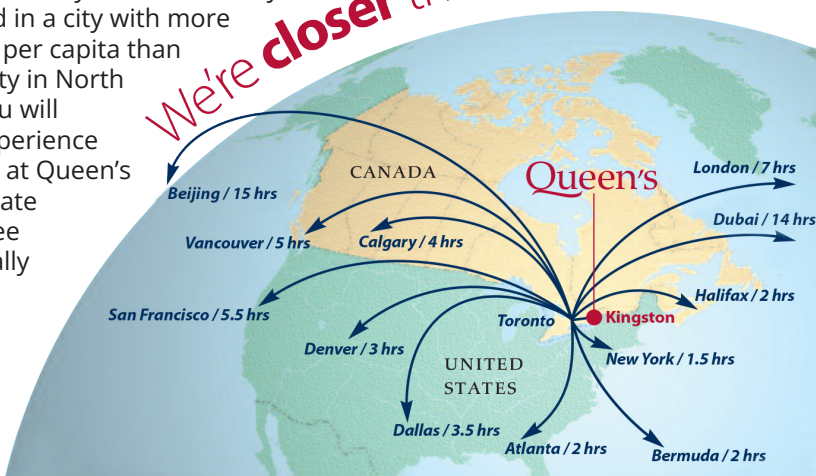 d in a city with more
per capita than
ty in North
u will
perience
at Queen's
ate
ee
ally
We're closer
CANADA
Queen's
London / 7 hrs
Beijing / 15 hrs
Dubai / 14 hrs
Vancouver / 5 hrs
Calgary / 4 hrs
Halifax / 2 hrs
San Francisco / 5.5 hrs
Toronto
Kingston
Denver / 3 hrs
New York / 1.5 hrs
UNITED
STATES
Dallas / 3.5 hrs
Atlanta / 2 hrs
Bermuda / 2 hrs